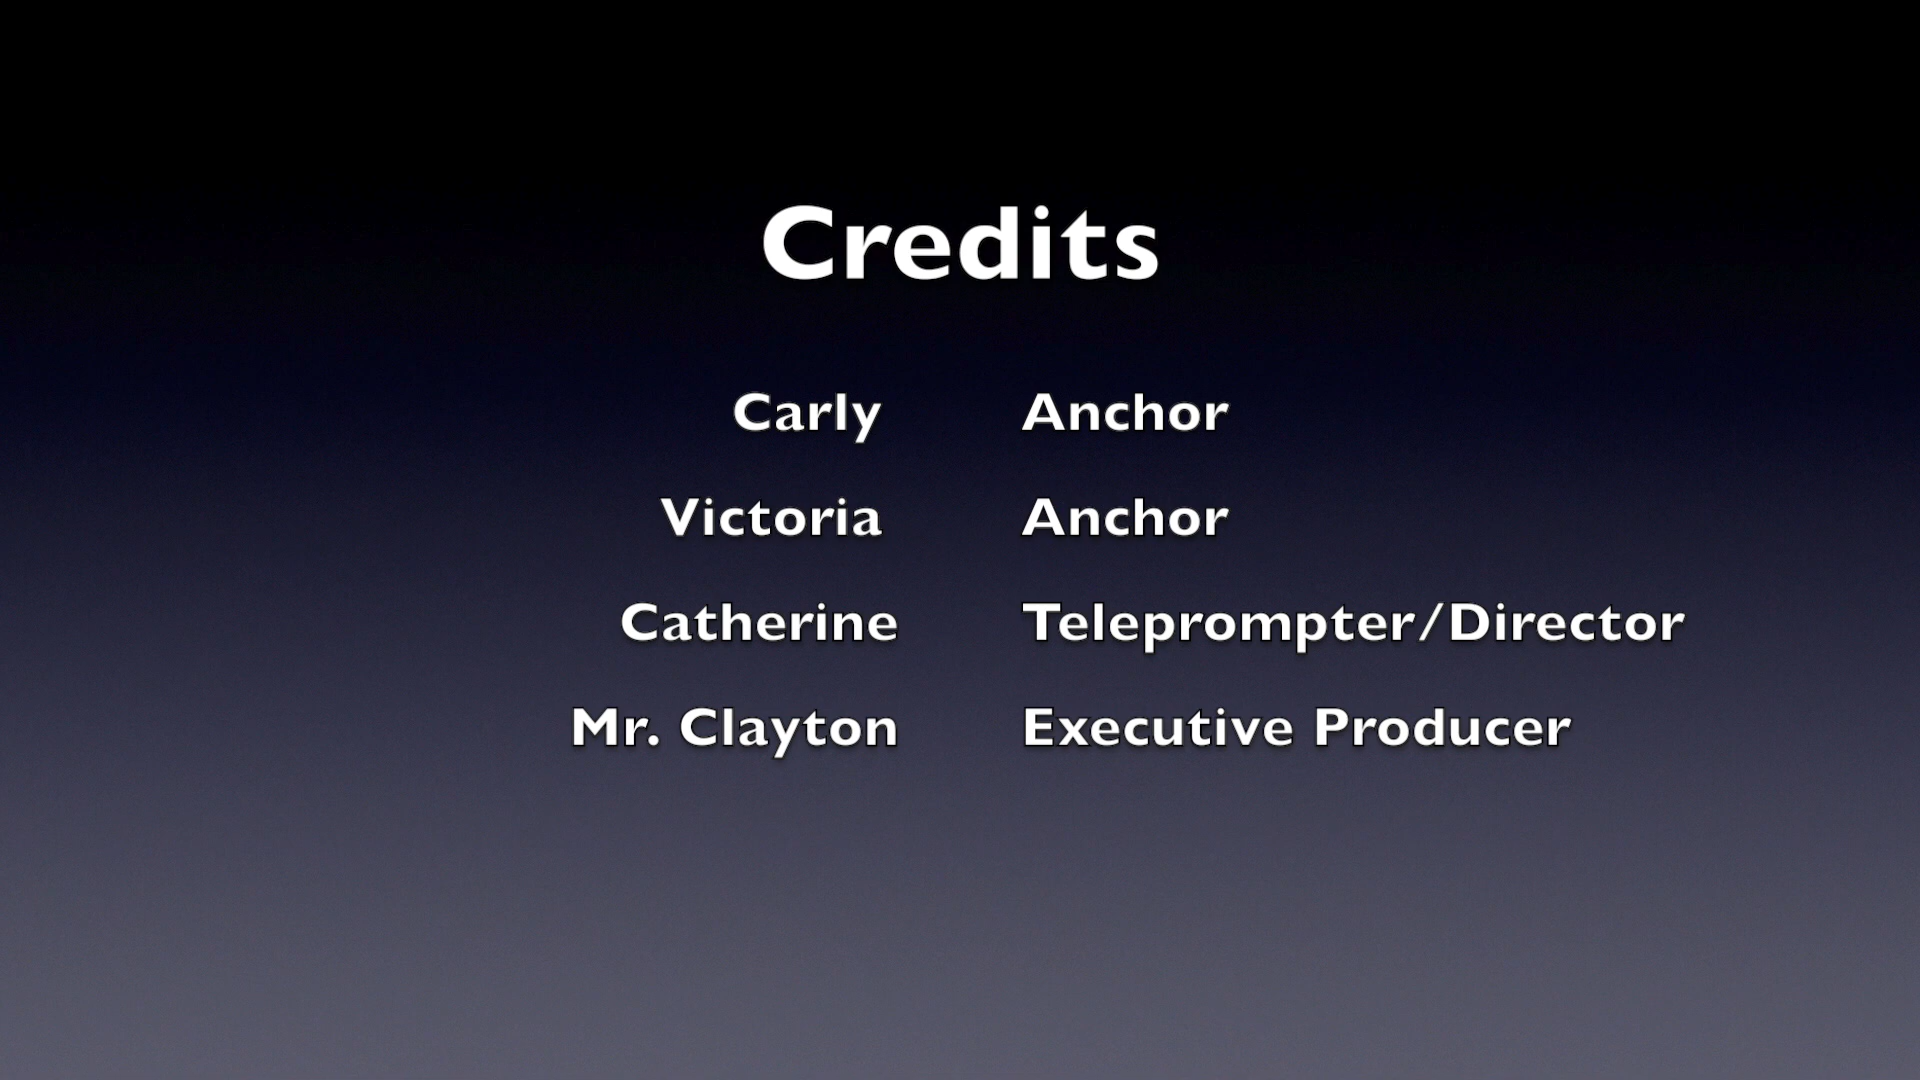 Credits
Carly Anchor
Victoria Anchor
Catherine Teleprompter/Director
Mr. Clayton Executive Producer